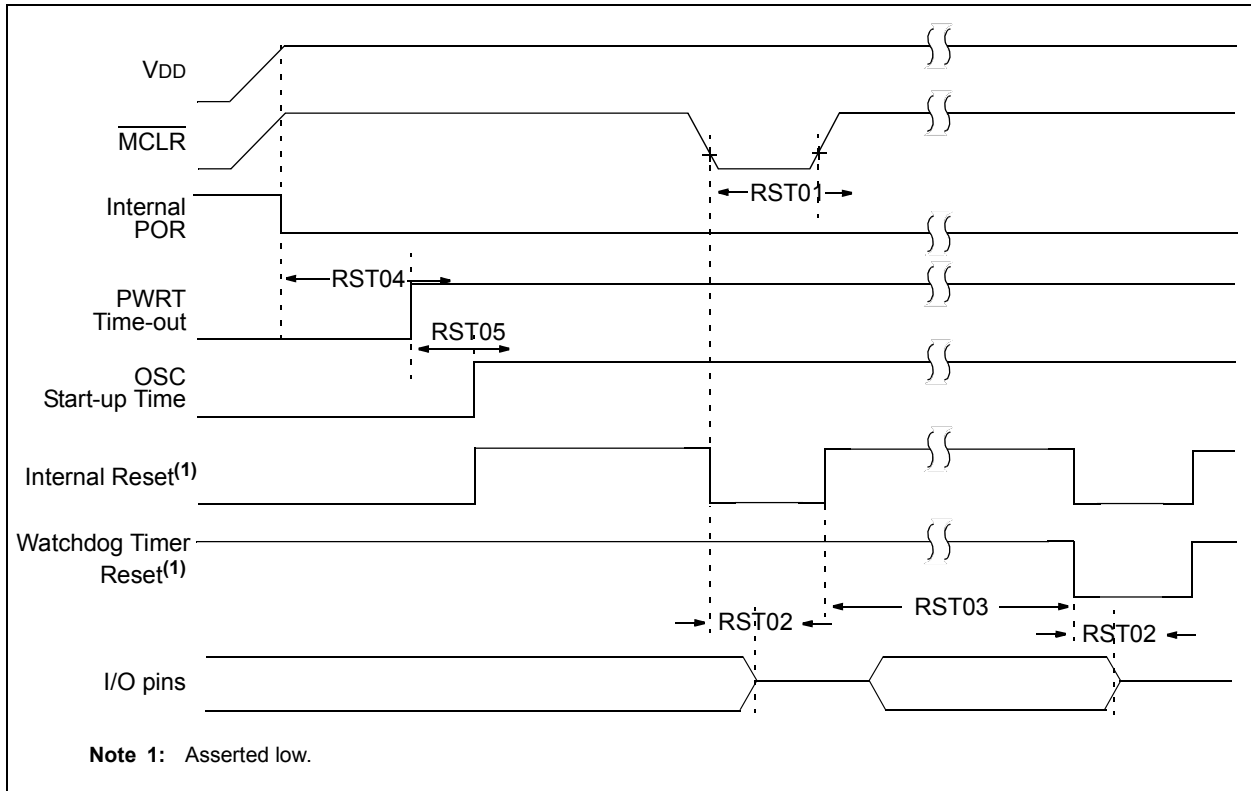 VDD
MCLR
RST01
Internal
POR
RST04
PWRT
Time-out
RST05
OSC
Start-up Time
Internal Reset(1)
Watchdog Timer
Reset(1)
RST03
RST02
RST02
I/O pins
Note 1: Asserted low.